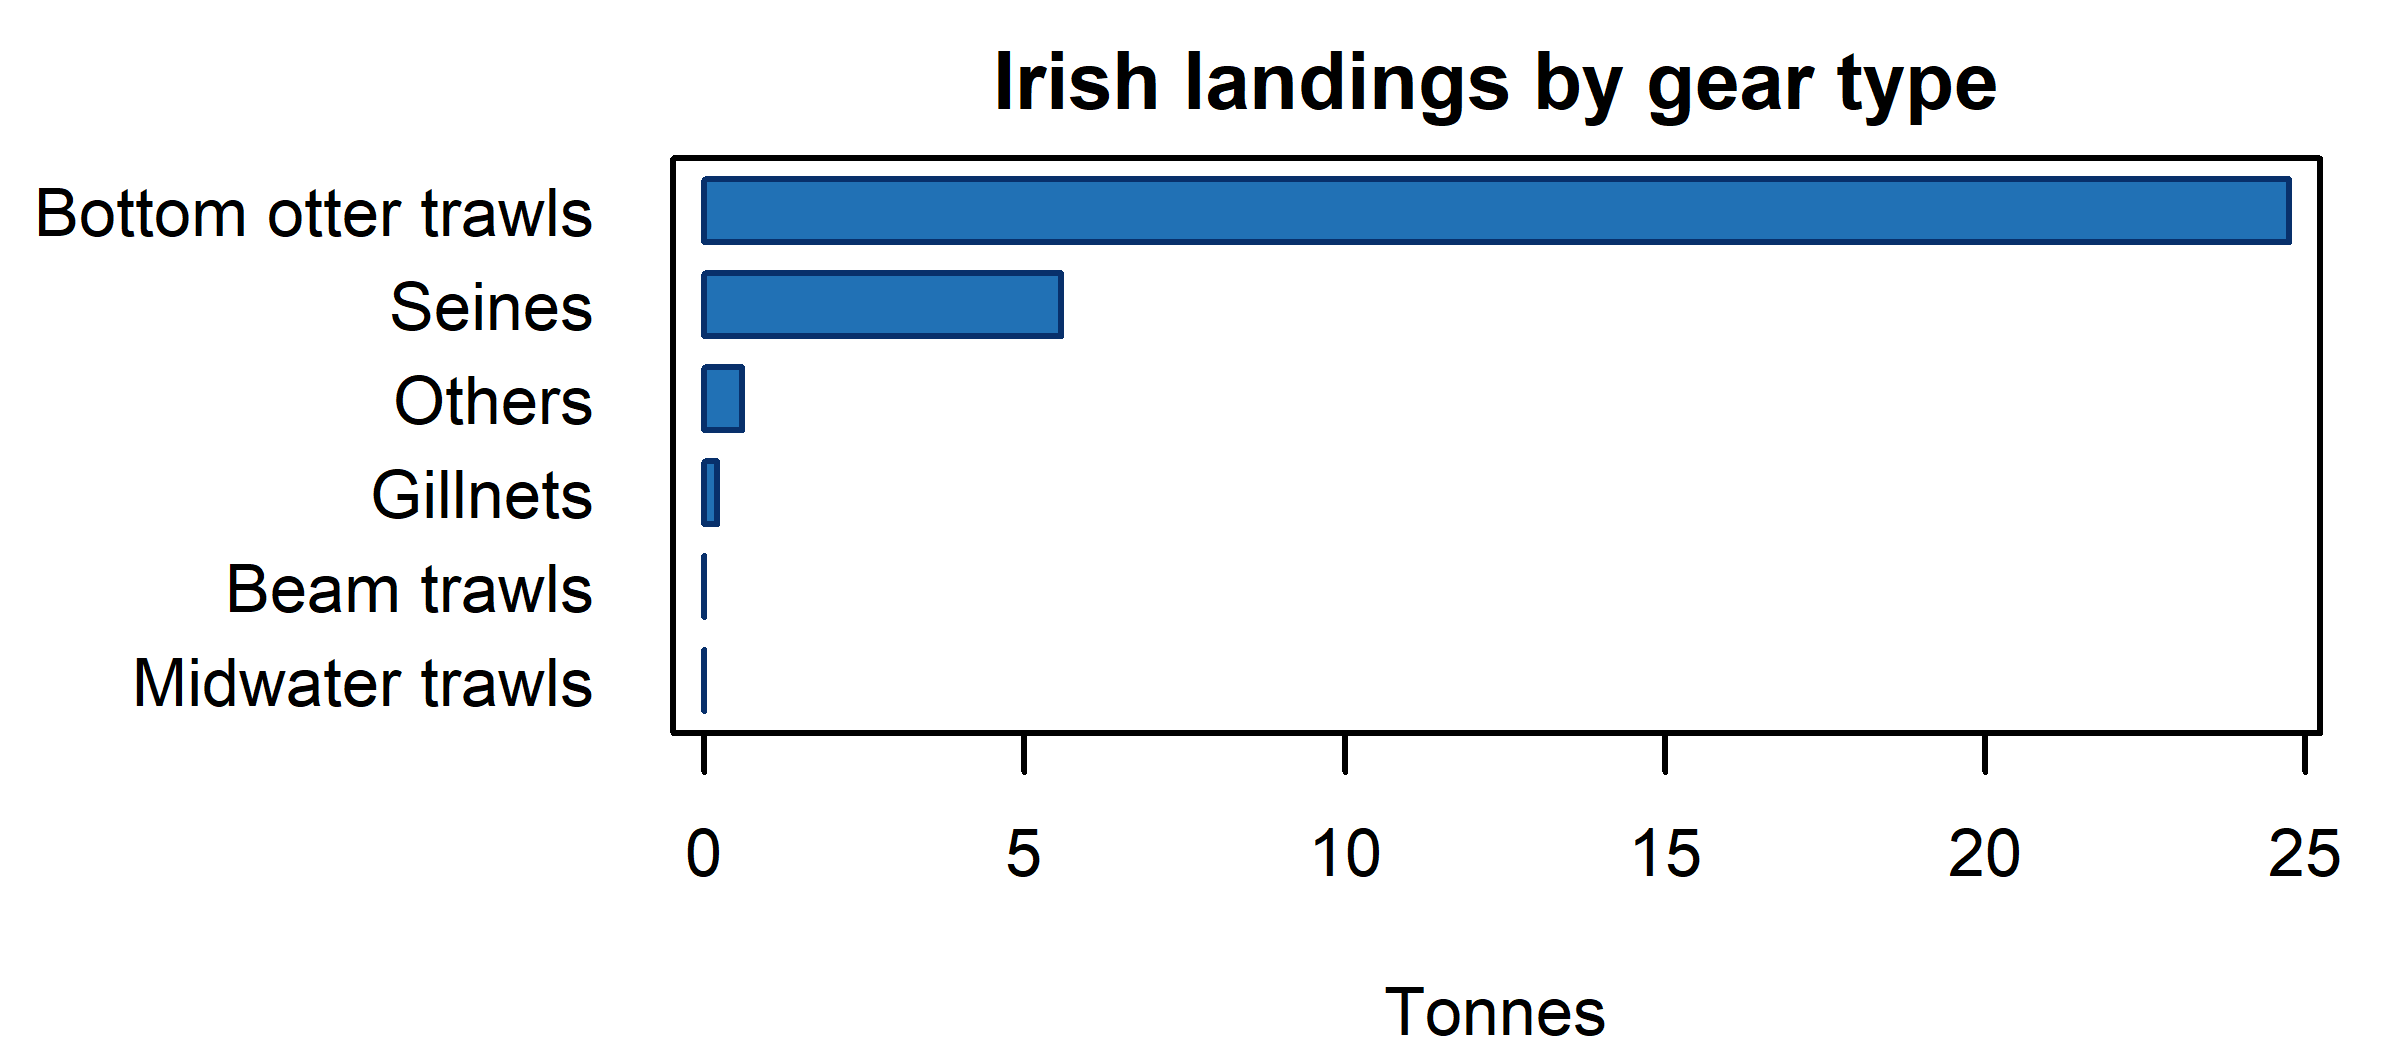 Irish landings by gear type
Bottom otter trawls
Seines
Others
Gillnets
Beam trawls
Midwater trawls
0 5 10 15 20 25
Tonnes